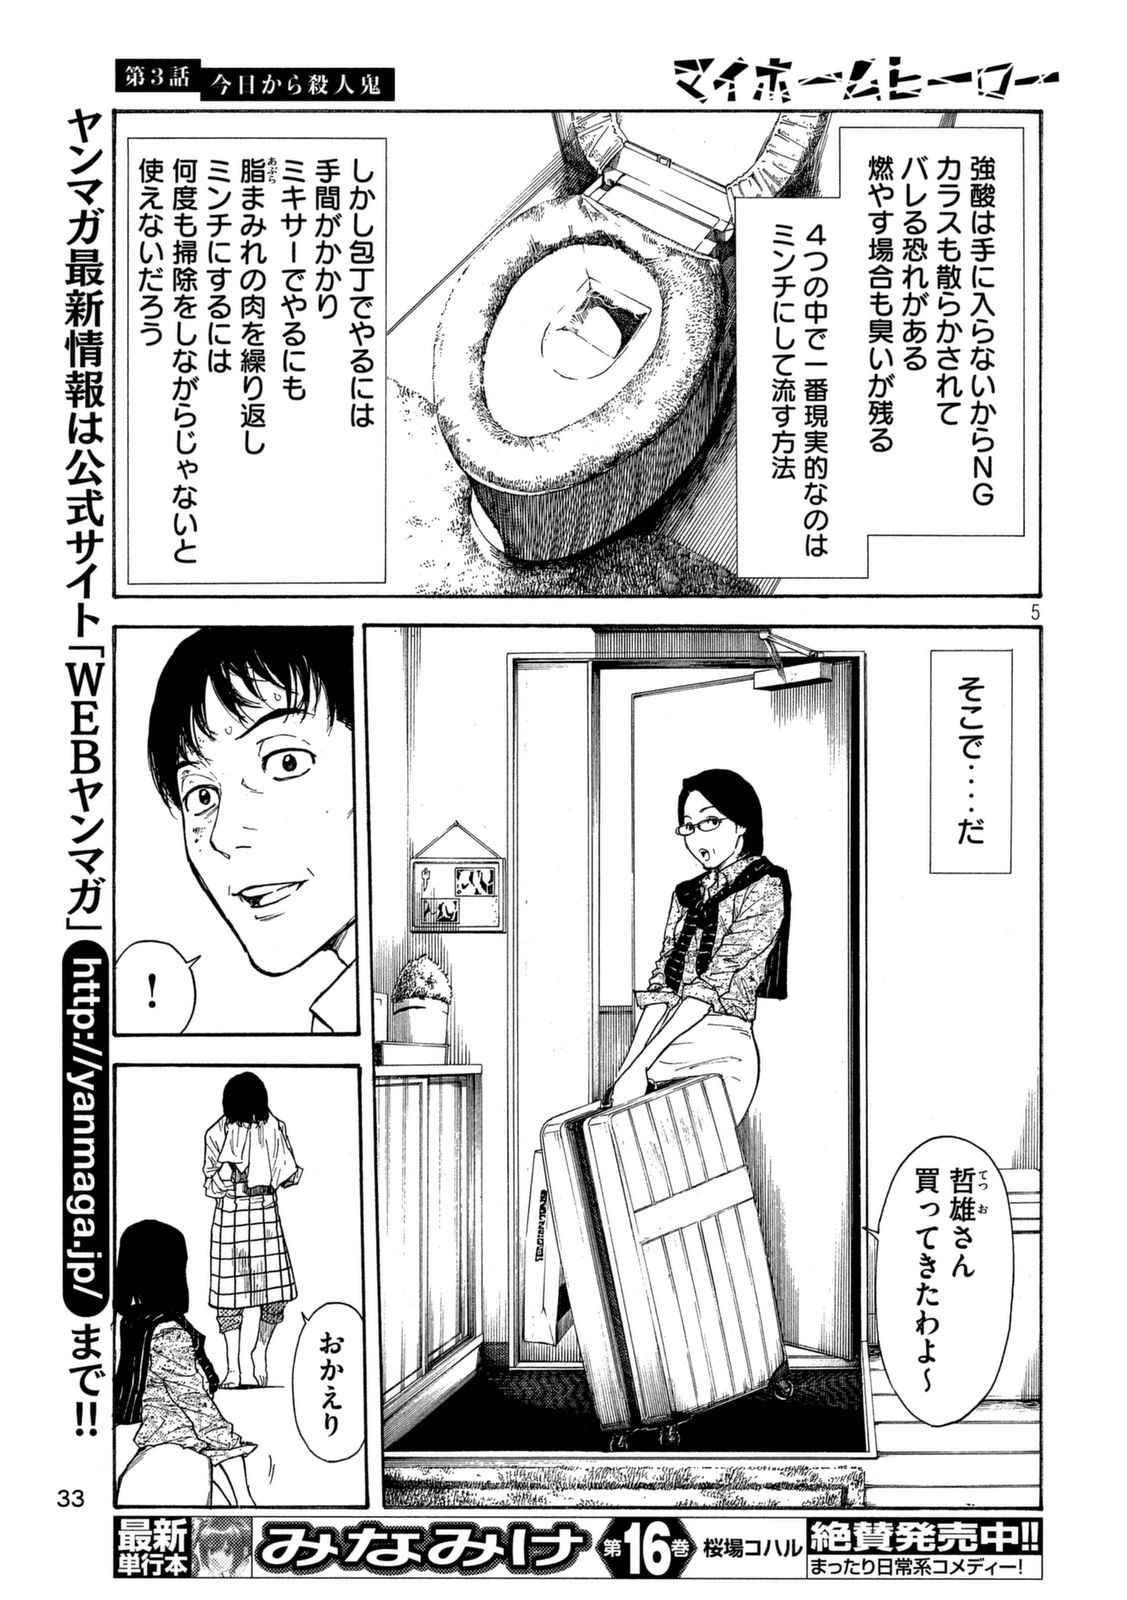 第3話 今日から殺人鬼
マイホームヒーロー
強酸は手に入らないからNG
カラスも散らかされて
バレる恐れがある
燃やす場合も臭いが残る
4つの中で一番現実的なのは
ミンチにして流す方法
しかし包丁でやるには
手間がかかり
ミキサーでやるにも
脂まみれの肉を繰り返し
あぶら
ミンチにするには
何度も掃除をしながらじゃないと
使えないだろう
5
そこで‥‥だ
哲雄さん
てつお
買ってきたわよ〜
!
おかえり
ヤンマガ最新情報は公式サイト「WEBヤンマガ」http://yanmaga.jp/まで!!
33
最新
単行本
みなみけ
第16巻
桜場コハル
絶賛発売中!!
まったり日常系コメディー!